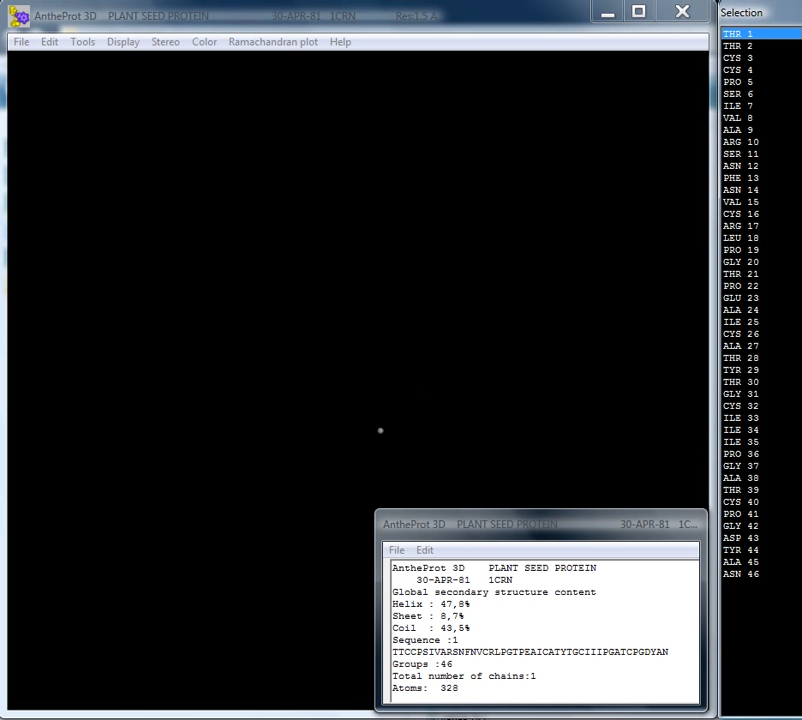 AntheProt 3D PLANT SEED PROTEIN 30-APR-81 1CRN Res:1.5 A
File Edit Tools Display Stereo Color Ramachandran plot Help
Selection
THR 1
THR 2
CYS 3
CYS 4
PRO 5
SER 6
ILE 7
VAL 8
ALA 9
ARG 10
SER 11
ASN 12
PHE 13
ASN 14
VAL 15
CYS 16
ARG 17
LEU 18
PRO 19
GLY 20
THR 21
PRO 22
GLU 23
ALA 24
ILE 25
CYS 26
ALA 27
THR 28
TYR 29
THR 30
GLY 31
CYS 32
ILE 33
ILE 34
ILE 35
PRO 36
GLY 37
ALA 38
THR 39
CYS 40
PRO 41
GLY 42
ASP 43
TYR 44
ALA 45
ASN 46
AntheProt 3D PLANT SEED PROTEIN 30-APR-81 1C...
File Edit
AntheProt 3D PLANT SEED PROTEIN
30-APR-81 1CRN
Global secondary structure content
Helix : 47,8%
Sheet : 8,7%
Coil : 43,5%
Sequence :1
TTCCPSIVARSNFNVCRLPGTPEAICATYTGCIIIPGATCPGDYAN
Groups :46
Total number of chains:1
Atoms: 328